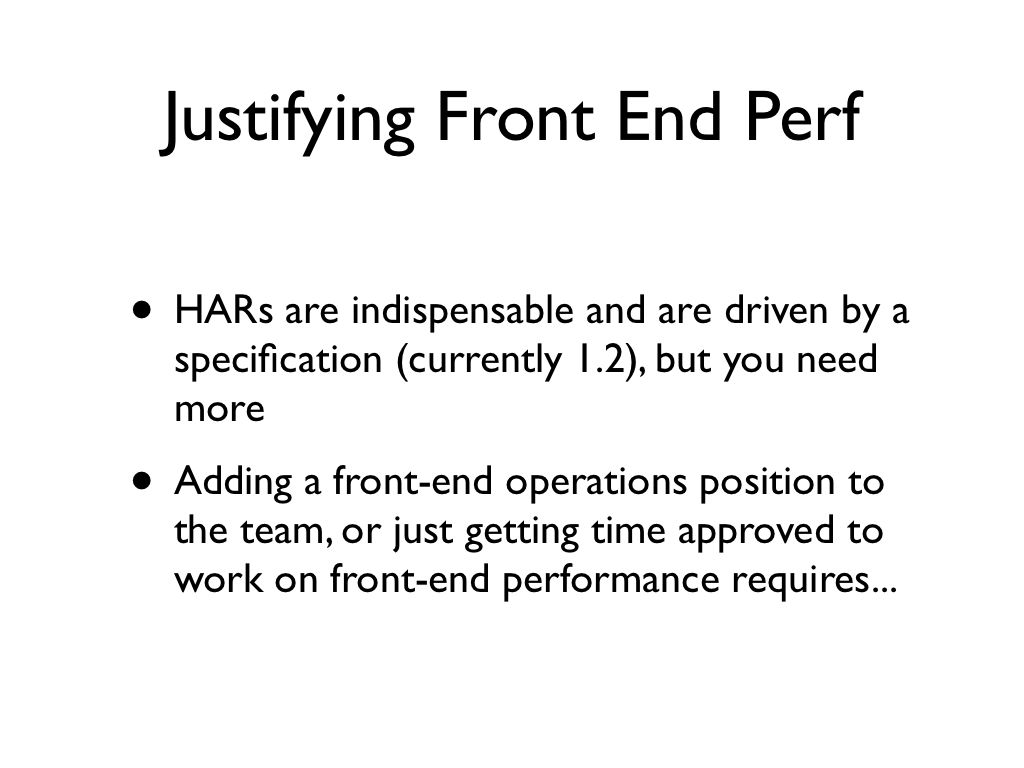 Justifying Front End Perf
• HARs are indispensable and are driven by a
specification (currently 1.2), but you need
more
• Adding a front-end operations position to
the team, or just getting time approved to
work on front-end performance requires...